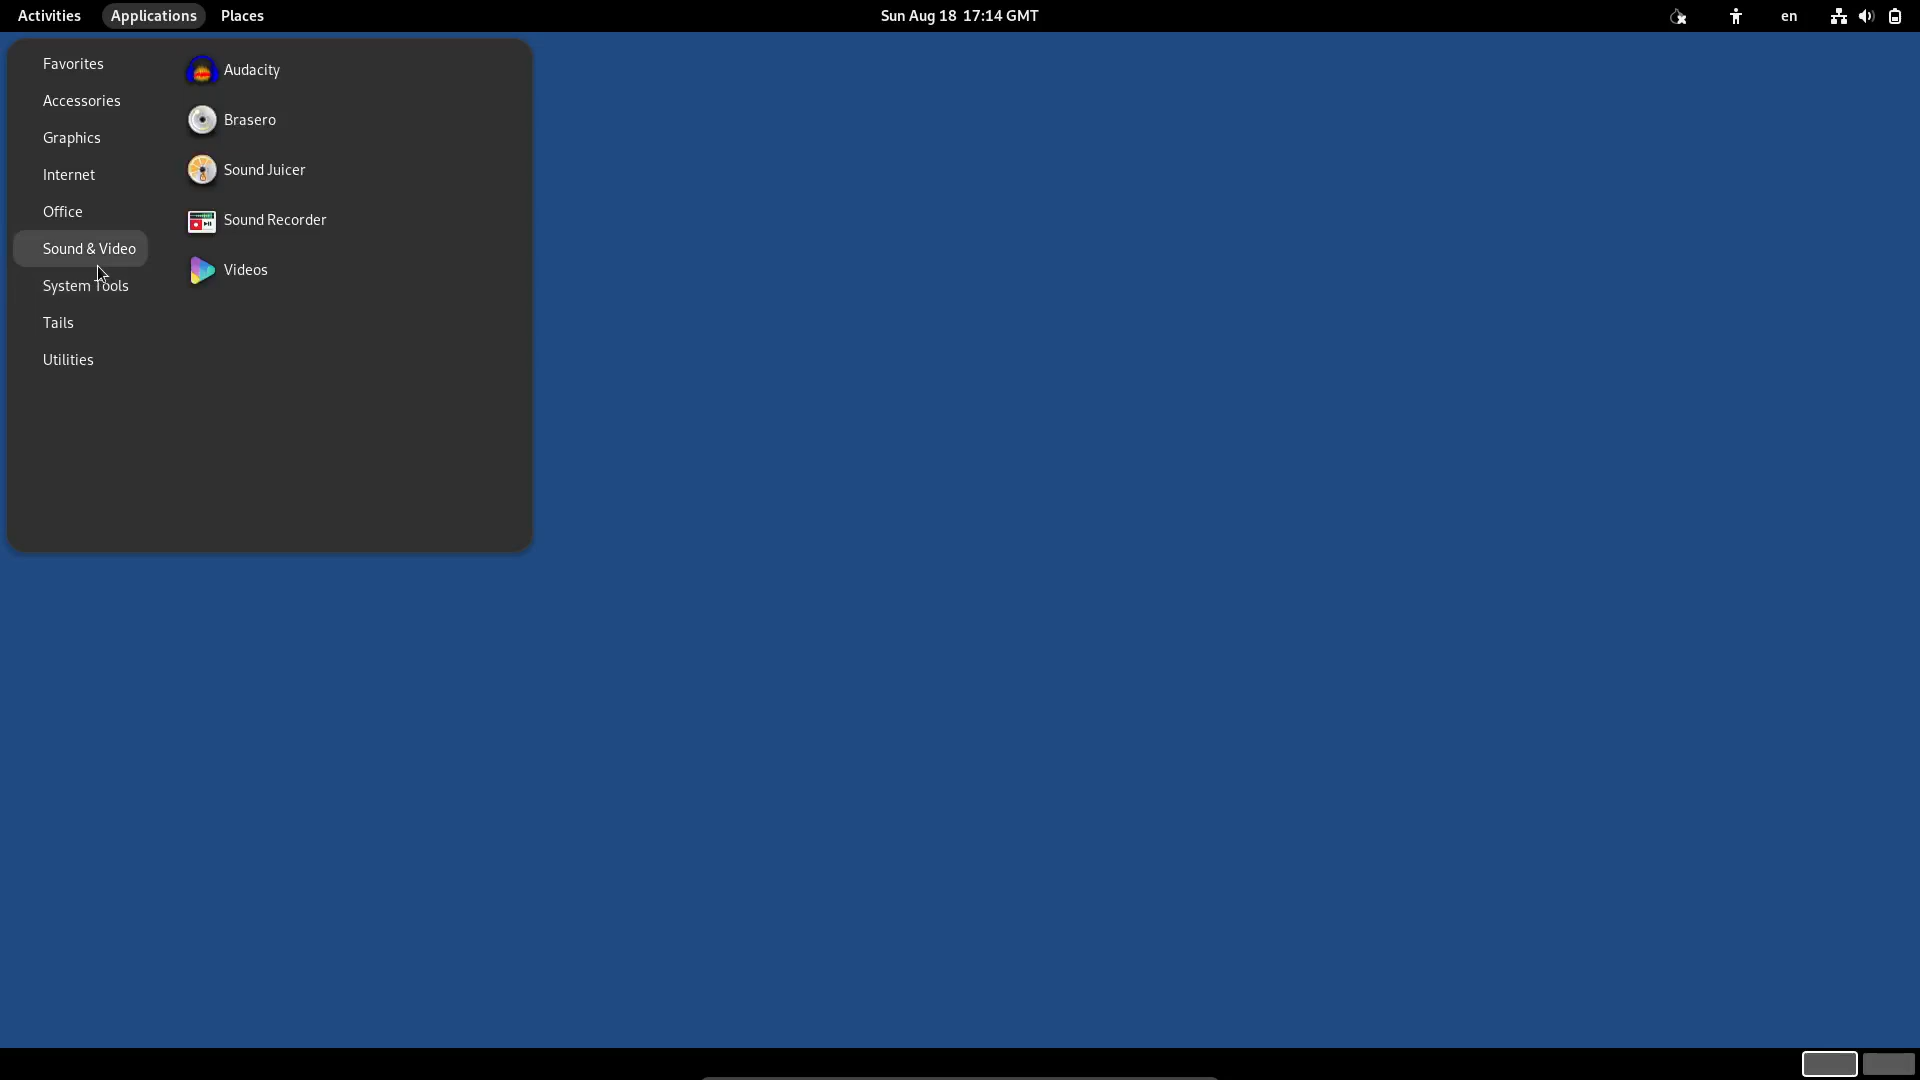 Activities Applications Places Sun Aug 18 17:14 GMT en
Favorites
Accessories
Graphics
Internet
Office
Sound & Video
System Tools
Tails
Utilities
Audacity
Brasero
Sound Juicer
Sound Recorder
Videos